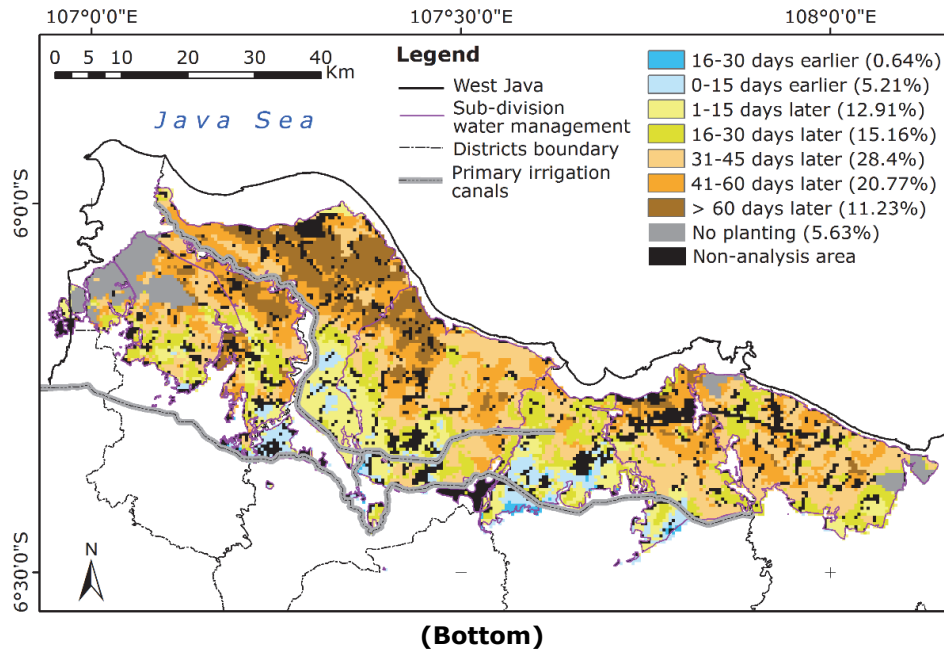 107°0'0"E
107°30'0"E
108°0'0"E
0 10 20 30 40
Km
Java Sea
Legend
West Java
Sub-division
water management
Districts boundary
Primary irrigation
canals
16-30 days earlier (0.64%)
0-15 days earlier (5.21%)
1-15 days later (12.91%)
16-30 days later (15.16%)
31-45 days later (28.4%)
41-60 days later (20.77%)
> 60 days later (11.23%)
No planting (5.63%)
Non-analysis area
6°0'0"S
6°30'0"S
N
(Bottom)